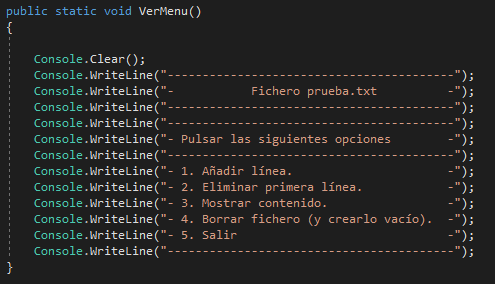 public static void VerMenu()
{
    Console.Clear();
    Console.WriteLine("-----------------------------------------");
    Console.WriteLine("-           Fichero prueba.txt          -");
    Console.WriteLine("-----------------------------------------");
    Console.WriteLine("-----------------------------------------");
    Console.WriteLine("- Pulsar las siguientes opciones        -");
    Console.WriteLine("-----------------------------------------");
    Console.WriteLine("- 1. Añadir línea.                      -");
    Console.WriteLine("- 2. Eliminar primera línea.            -");
    Console.WriteLine("- 3. Mostrar contenido.                 -");
    Console.WriteLine("- 4. Borrar fichero (y crearlo vacío).  -");
    Console.WriteLine("- 5. Salir                              -");
    Console.WriteLine("-----------------------------------------");
}